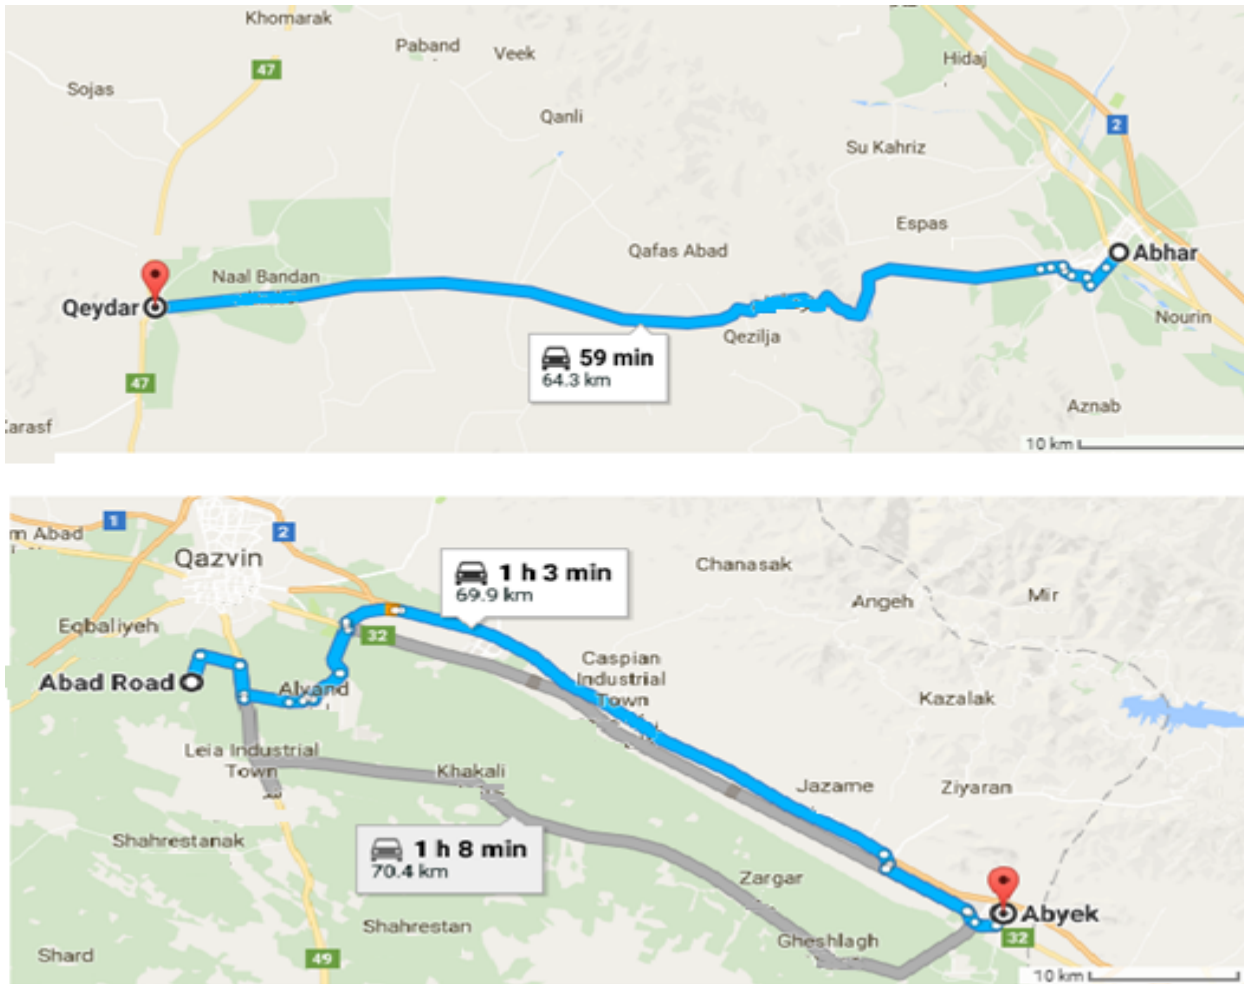 Khomarak
Paband
Veek
Hidaj
47
Sojas
Qanli
2
Su Kahriz
Espas
Qafas Abad
Abhar
Naal Bandan
Qeydar
Nourin
Qezilja
59 min
64.3 km
47
Aznab
Karasf
10 km
1
2
m Abad
Qazvin
Chanasak
1 h 3 min
69.9 km
Angeh
Mir
Eqbaliyeh
32
Caspian
Industrial
Town
Abad Road
Alvand
Kazalak
Leia Industrial
Town
Khakali
Jazame
Ziyaran
Shahrestanak
1 h 8 min
70.4 km
Zargar
Abyek
Shahrestan
32
Gheshlagh
Shard
49
10 km